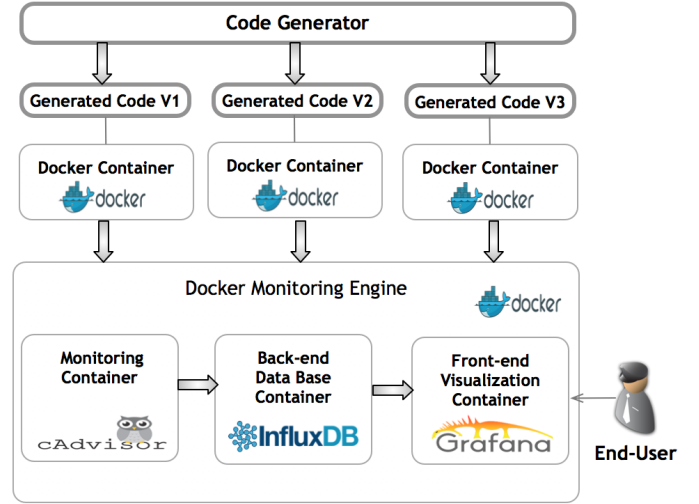 Code Generator
Generated Code V1
Generated Code V2
Generated Code V3
Docker Container
docker
Docker Container
docker
Docker Container
docker
Docker Monitoring Engine
docker
Monitoring
Container
cAdvisor
Back-end
Data Base
Container
InfluxDB
Front-end
Visualization
Container
Grafana
End-User